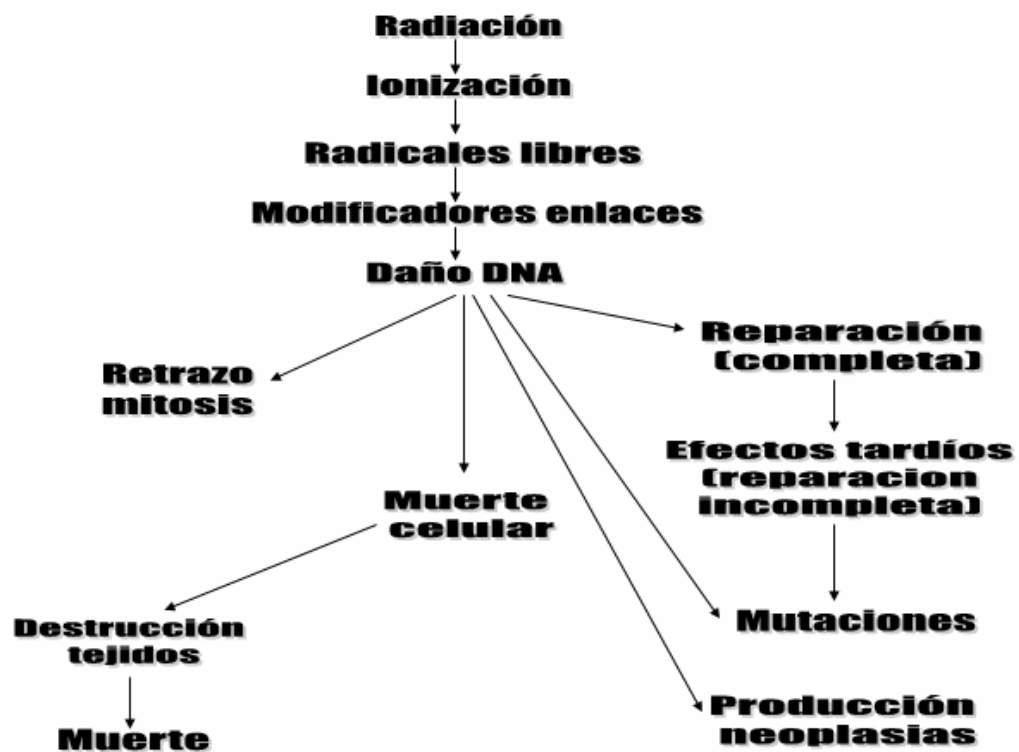 Radiación
Ionización
Radicales libres
Modificadores enlaces
Daño DNA
Reparación
(completa)
Retrazo
mitosis
Efectos tardíos
(reparacion
incompleta)
Muerte
celular
Mutaciones
Destrucción
tejidos
Producción
neoplasias
Muerte